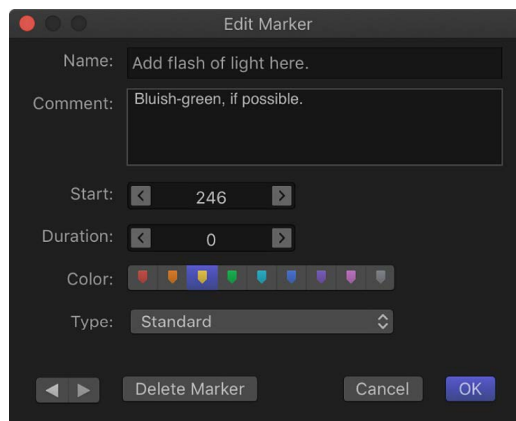 Edit Marker
Name: Add flash of light here.
Comment: Bluish-green, if possible.
Start: 246
Duration: 0
Color:
Type: Standard
Delete Marker Cancel OK